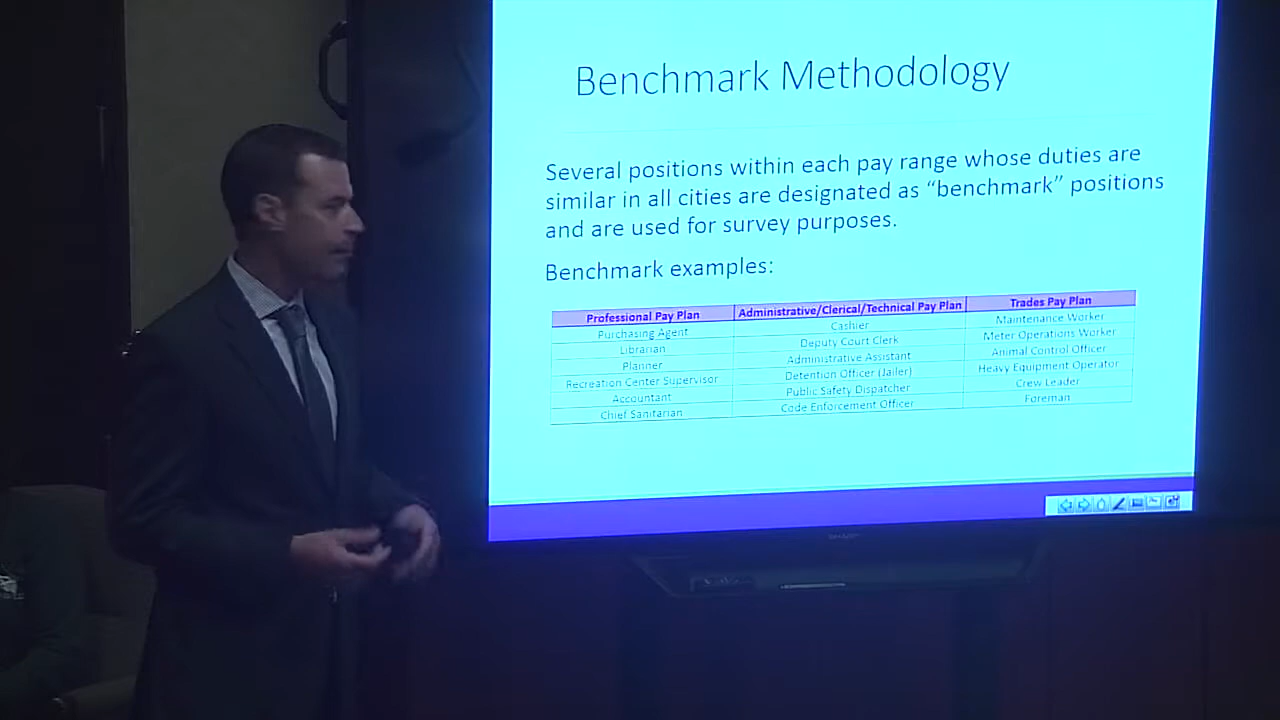 Benchmark Methodology
Several positions within each pay range whose duties are
similar in all cities are designated as “benchmark” positions
and are used for survey purposes.
Benchmark examples:
Professional Pay Plan Administrative/Clerical/Technical Pay Plan Trades Pay Plan
Purchasing Agent Cashier Maintenance Worker
Librarian Deputy Court Clerk Meter Operations Worker
Planner Administrative Assistant Animal Control Officer
Recreation Center Supervisor Detention Officer (Jailer) Heavy Equipment Operator
Accountant Public Safety Dispatcher Crew Leader
Chief Sanitarian Code Enforcement Officer Foreman
SHARP